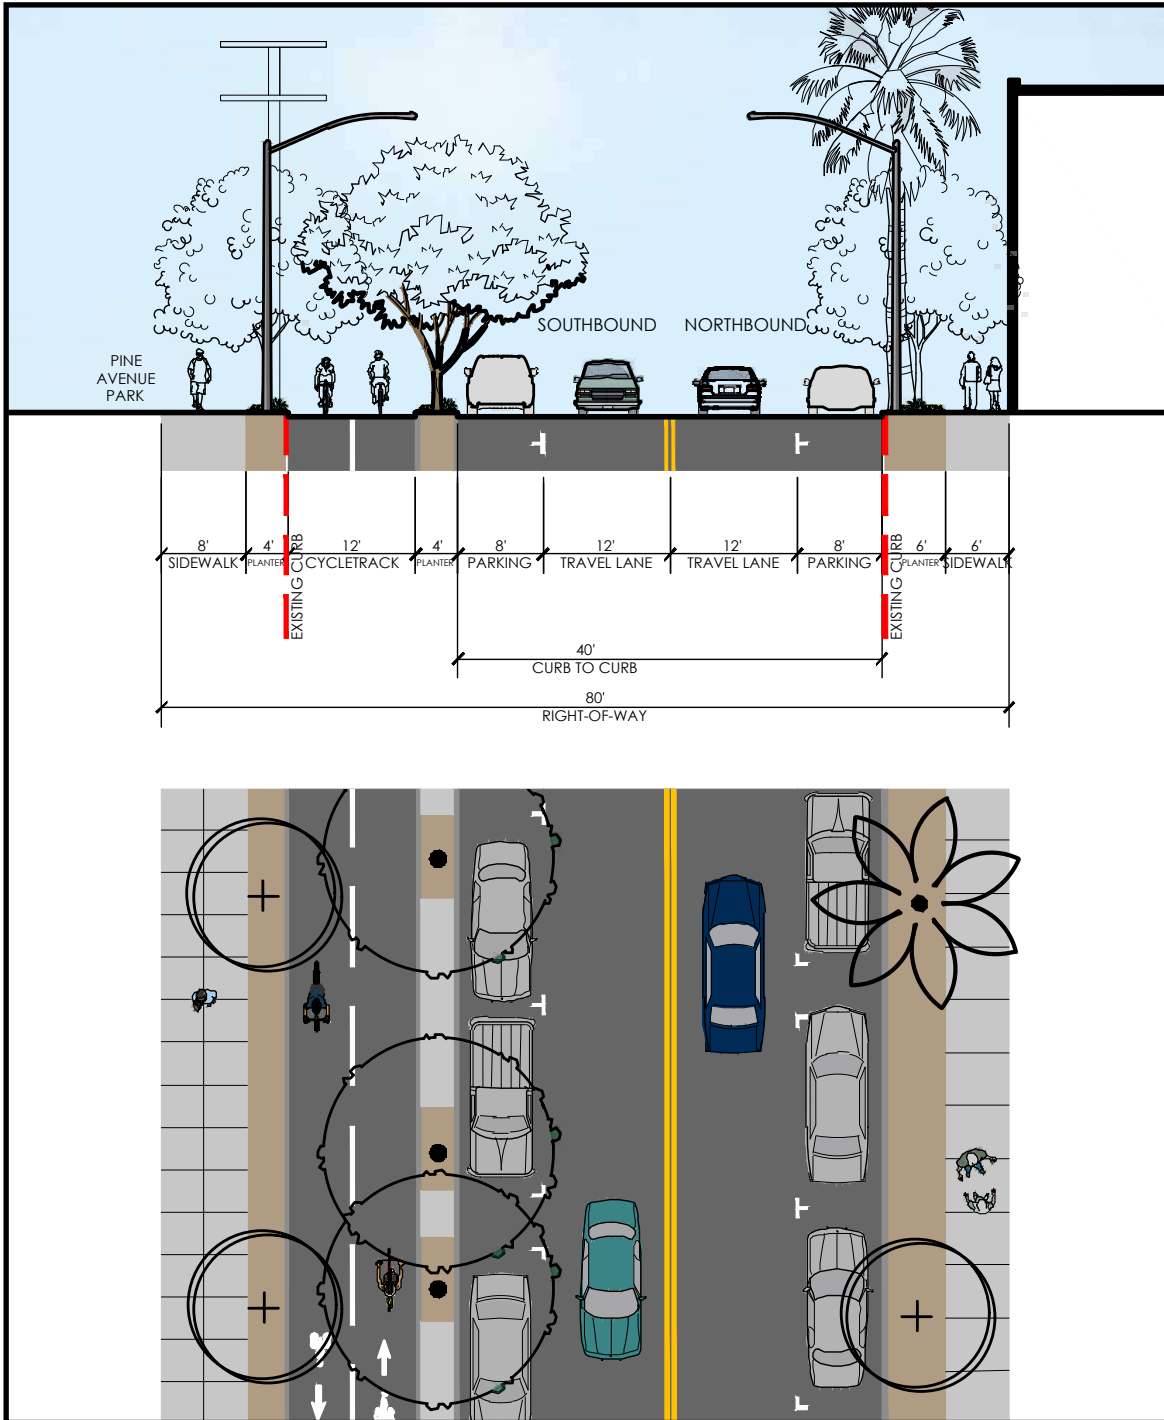 SOUTHBOUND NORTHBOUND
PINE
AVENUE
PARK
8' 4' 12' 4' 8' 12' 12' 8' 6' 6'
SIDEWALK PLANTER CYCLETRACK PLANTER PARKING TRAVEL LANE TRAVEL LANE PARKING PLANTER SIDEWALK
EXISTING CURB
EXISTING CURB
40'
CURB TO CURB
80'
RIGHT-OF-WAY